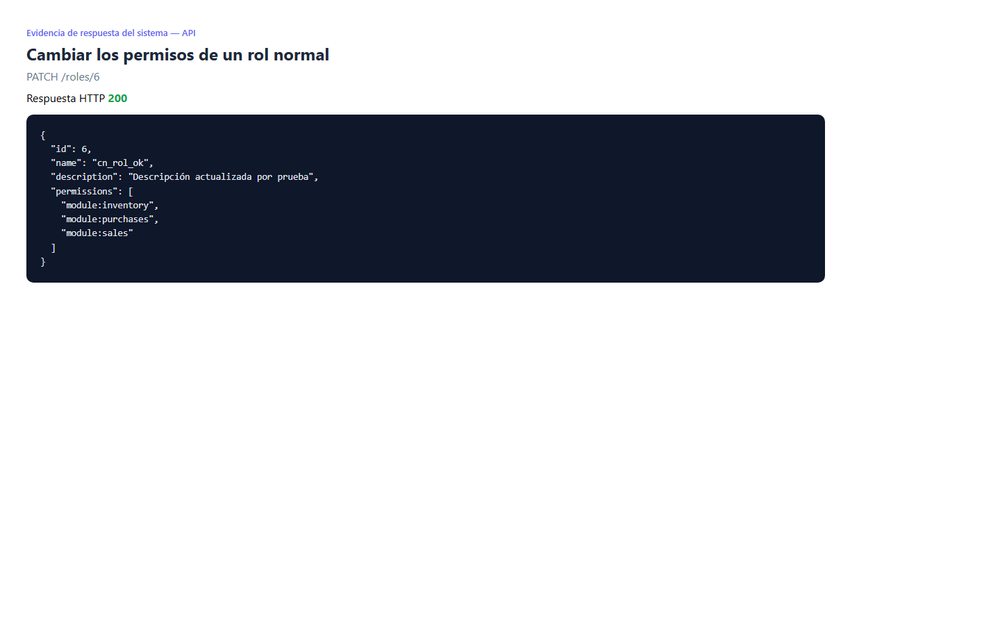 Evidencia de respuesta del sistema — API
Cambiar los permisos de un rol normal
PATCH /roles/6
Respuesta HTTP 200
{
  "id": 6,
  "name": "cn_rol_ok",
  "description": "Descripción actualizada por prueba",
  "permissions": [
    "module:inventory",
    "module:purchases",
    "module:sales"
  ]
}